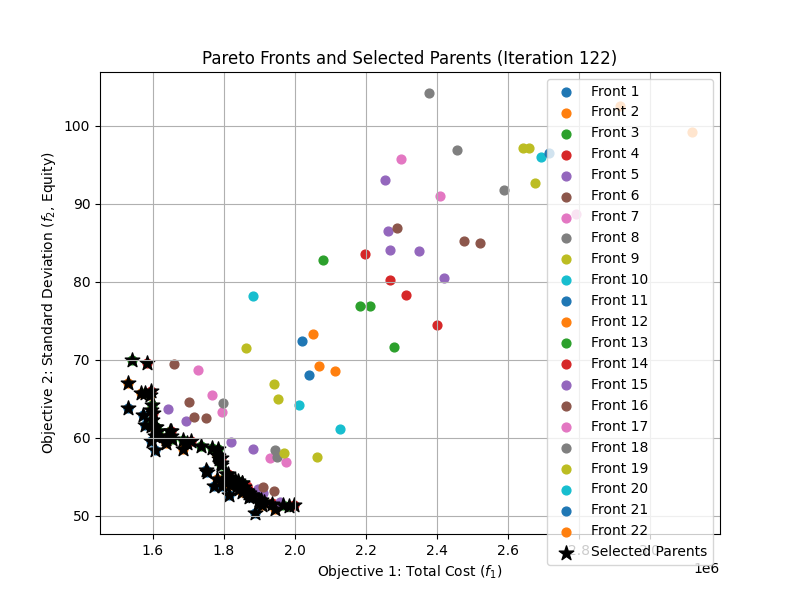 Pareto Fronts and Selected Parents (Iteration 122)
Objective 2: Standard Deviation (f₂, Equity)
100
90
80
70
60
50
1.6
1.8
2.0
2.2
2.4
2.6
2.8
3.0
1e6
Objective 1: Total Cost (f₁)
Front 1
Front 2
Front 3
Front 4
Front 5
Front 6
Front 7
Front 8
Front 9
Front 10
Front 11
Front 12
Front 13
Front 14
Front 15
Front 16
Front 17
Front 18
Front 19
Front 20
Front 21
Front 22
Selected Parents